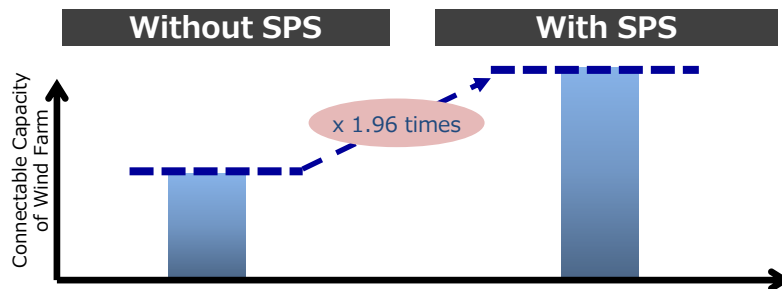 Without SPS
With SPS
x 1.96 times
Connectable Capacity
of Wind Farm